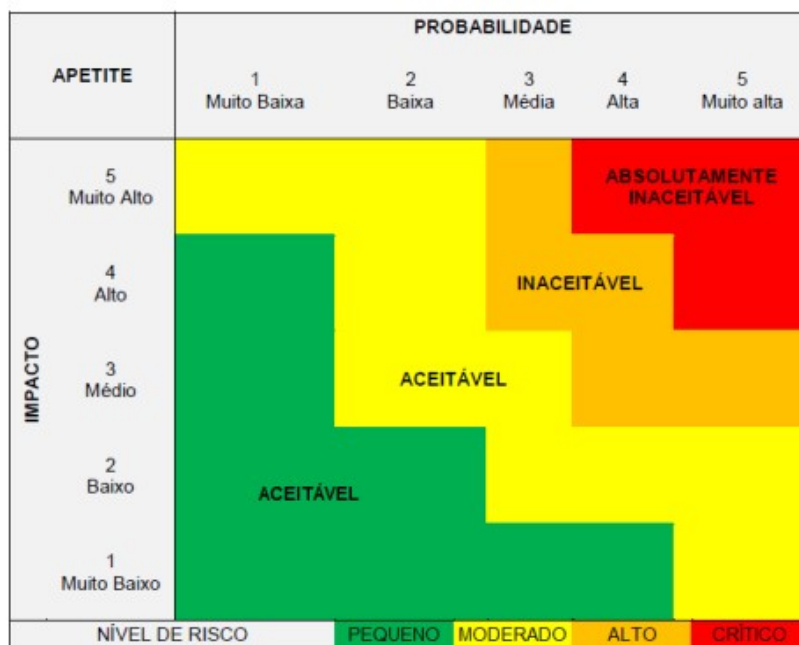 PROBABILIDADE
APETITE
1 2 3 4 5
Muito Baixa Baixa Média Alta Muito alta
5
Muito Alto
ABSOLUTAMENTE
INACEITÁVEL
4
Alto
INACEITÁVEL
IMPACTO
3
Médio
ACEITÁVEL
2
Baixo
ACEITÁVEL
1
Muito Baixo
NÍVEL DE RISCO PEQUENO MODERADO ALTO CRÍTICO